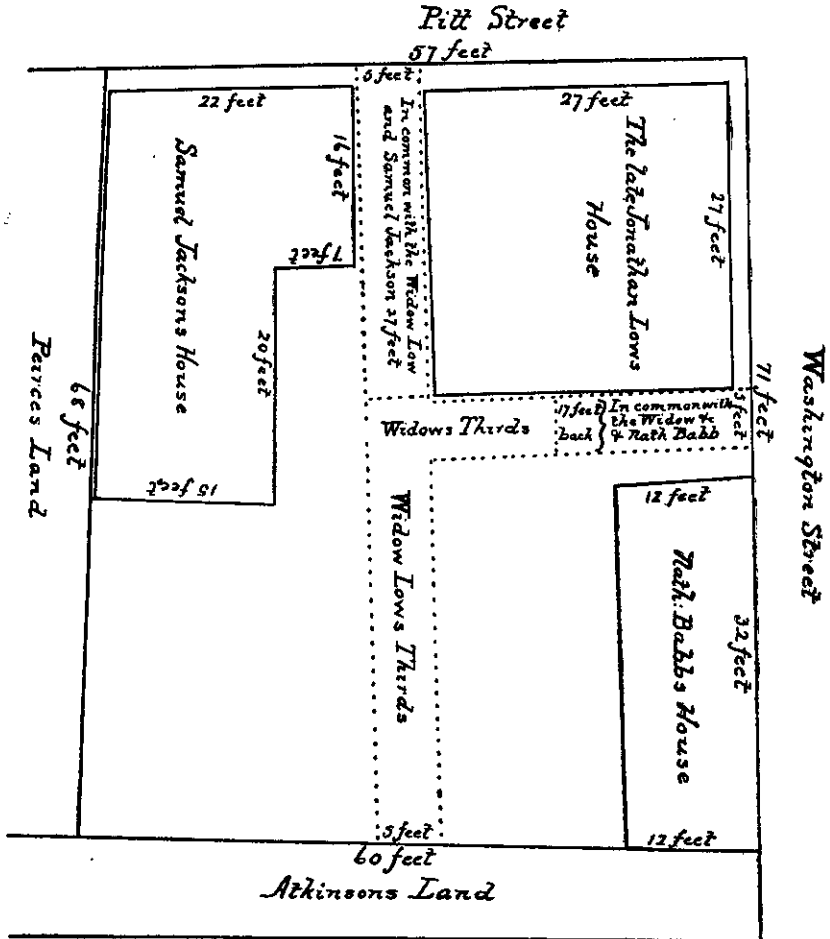 Pitt Street
57 feet
5 feet
22 feet
27 feet
In common with the Widow Low
and Samuel Jackson 27 feet
16 feet
7 feet
Samuel Jacksons House
20 feet
15 feet
The late Jonathan Lows
House
27 feet
Peirces Land
68 feet
Washington Street
71 feet
5 feet
Widows Thirds
17 feet
back
In common with
the Widow &
& Nath Babb
Widow Lows Thirds
12 feet
Nath: Babbs House
32 feet
12 feet
5 feet
60 feet
Atkinsons Land